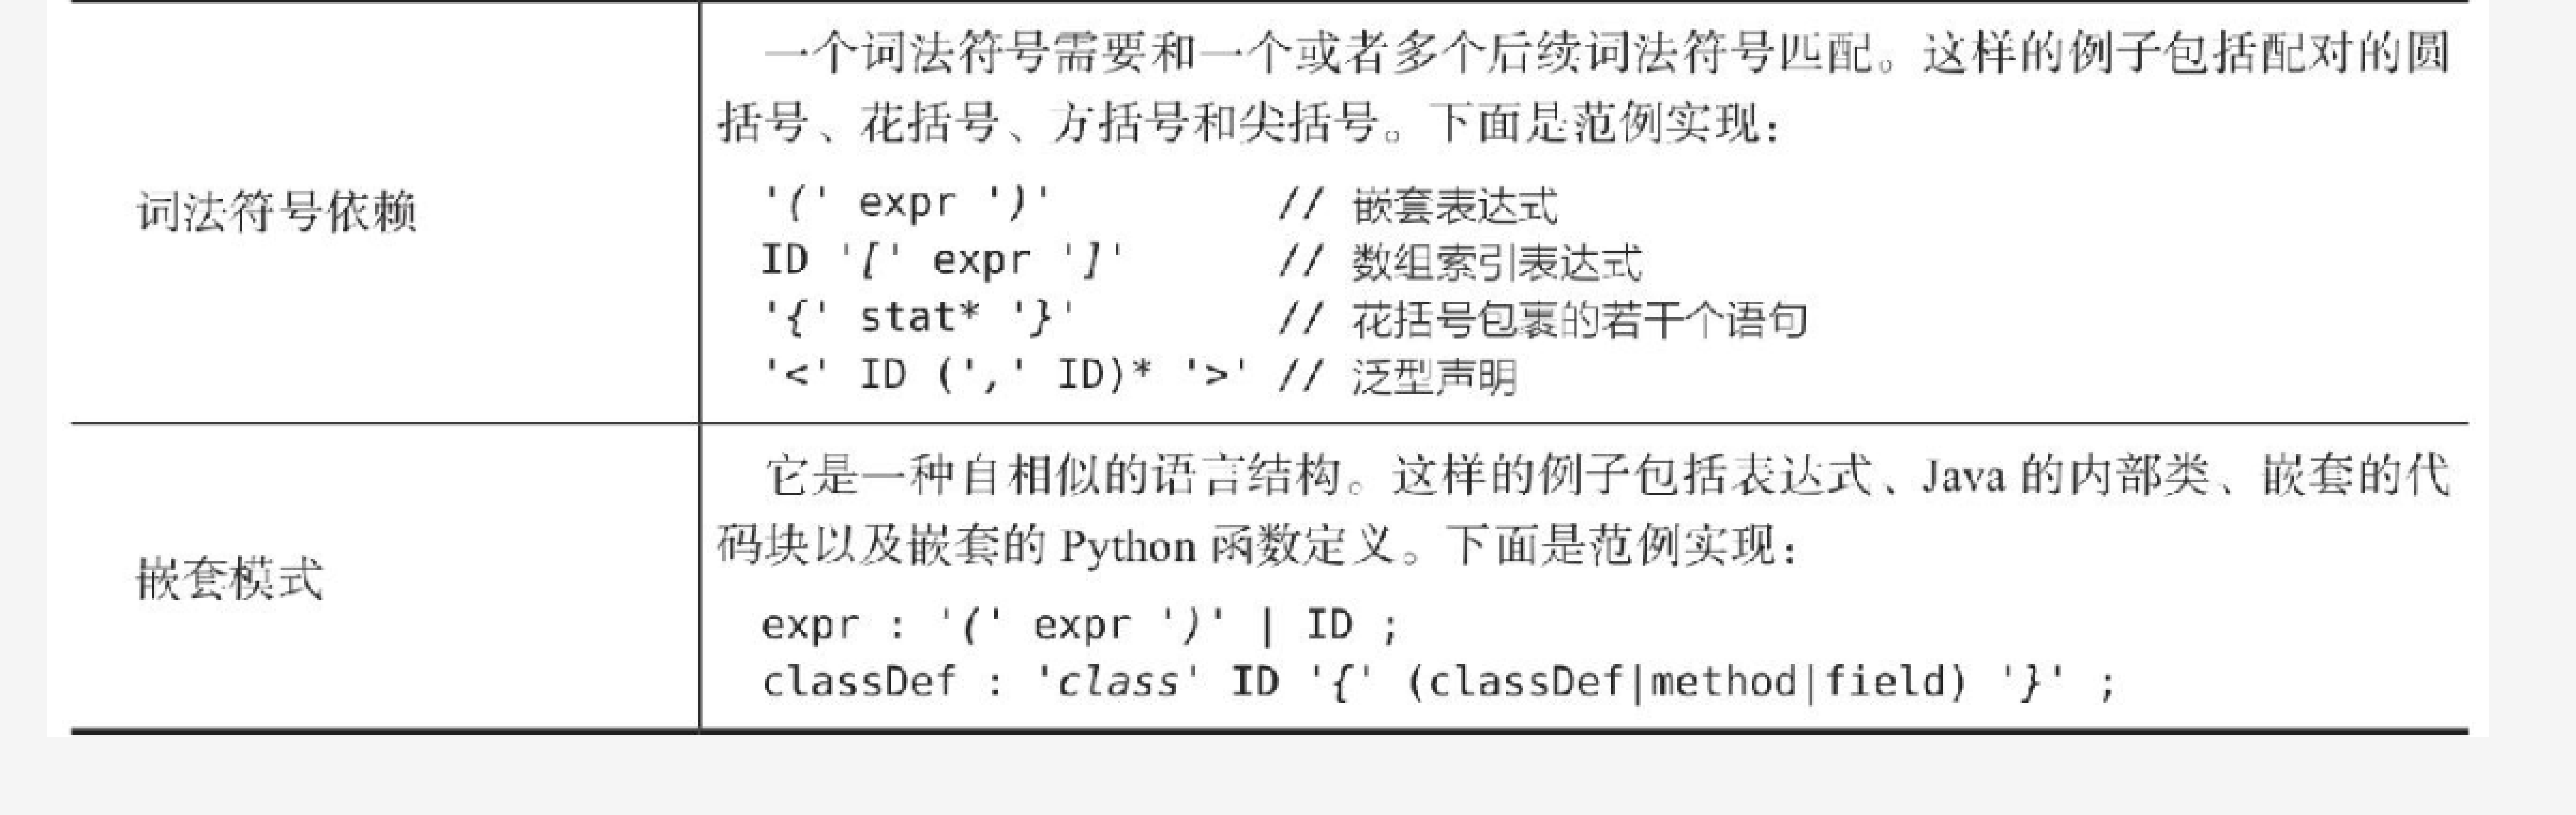 词法符号依赖
一个词法符号需要和一个或者多个后续词法符号匹配。这样的例子包括配对的圆
括号、花括号、方括号和尖括号。下面是范例实现：
'(' expr ')' // 嵌套表达式
ID '[' expr ']' // 数组索引表达式
'{' stat* '}' // 花括号包裹的若干个语句
'<' ID (',' ID)* '>' // 泛型声明
嵌套模式
它是一种自相似的语言结构。这样的例子包括表达式、Java 的内部类、嵌套的代
码块以及嵌套的 Python 函数定义。下面是范例实现：
expr : '(' expr ')' | ID ;
classDef : 'class' ID '{' (classDef|method|field) '}' ;